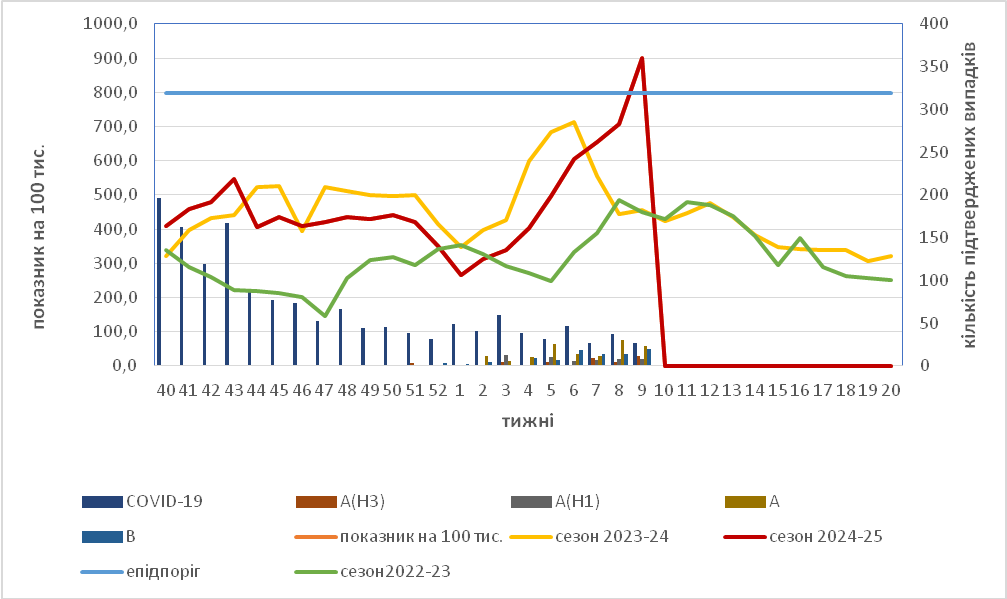 1000,0
900,0
800,0
700,0
600,0
500,0
400,0
300,0
200,0
100,0
0,0
показник на 100 тис.
400
350
300
250
200
150
100
50
0
кількість підтверджених випадків
40 41 42 43 44 45 46 47 48 49 50 51 52 1 2 3 4 5 6 7 8 9 10 11 12 13 14 15 16 17 18 19 20
тижні
COVID-19 A(H3) A(H1) A
B показник на 100 тис. сезон 2023-24 сезон 2024-25
епідпоріг сезон2022-23